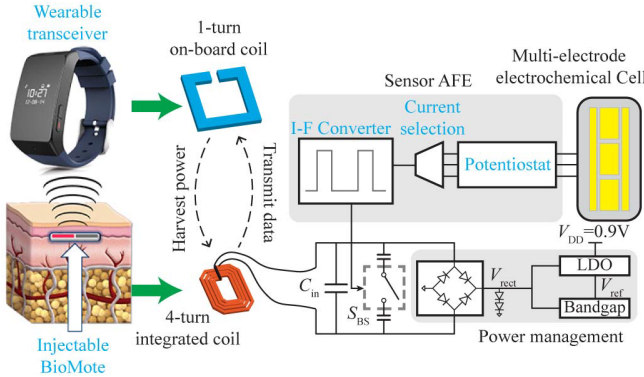 Wearable
transceiver
1-turn
on-board coil
Multi-electrode
electrochemical Cell
Sensor AFE
Current
selection
I-F Converter
Potentiostat
10:27
Harvest power
Transmit data
V_DD=0.9V
LDO
V_ref
Bandgap
V_rect
C_in
S_BS
Power management
4-turn
integrated coil
Injectable
BioMote